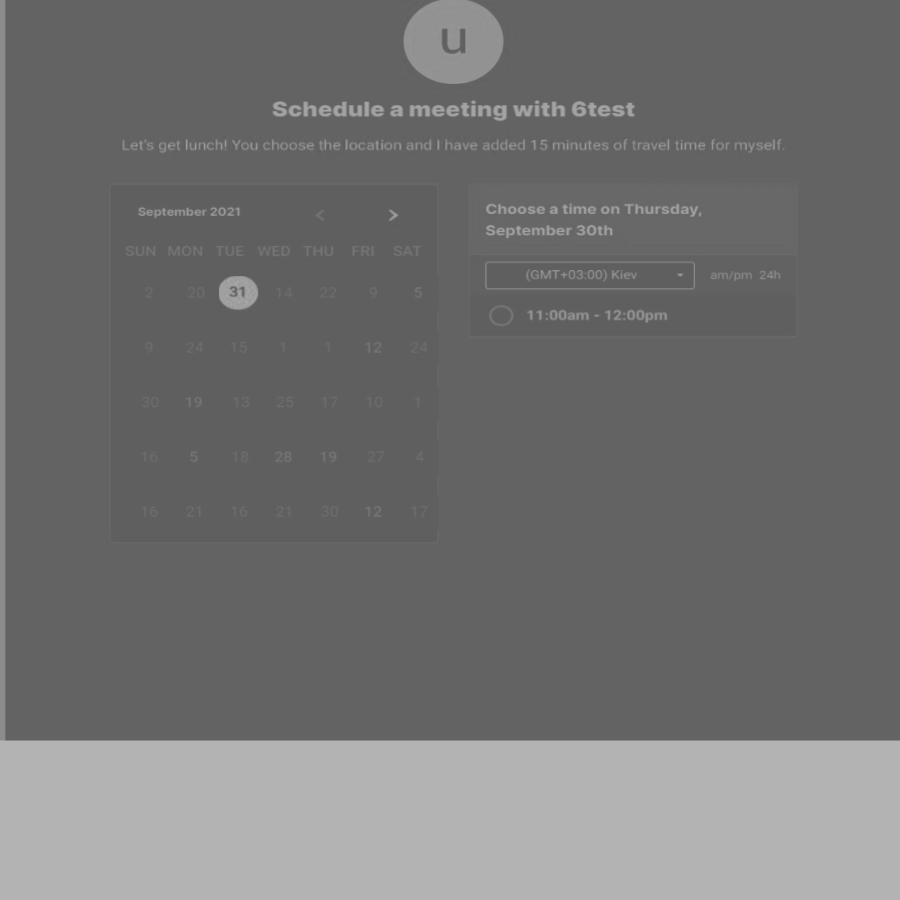 u
Schedule a meeting with 6test
Let's get lunch! You choose the location and I have added 15 minutes of travel time for myself.
September 2021 < >
SUN MON TUE WED THU FRI SAT
2 20 31 14 22 9 5
9 24 15 1 1 12 24
30 19 13 25 17 10 1
16 5 18 28 19 27 4
16 21 16 21 30 12 17
Choose a time on Thursday,
September 30th
(GMT+03:00) Kiev am/pm 24h
11:00am - 12:00pm